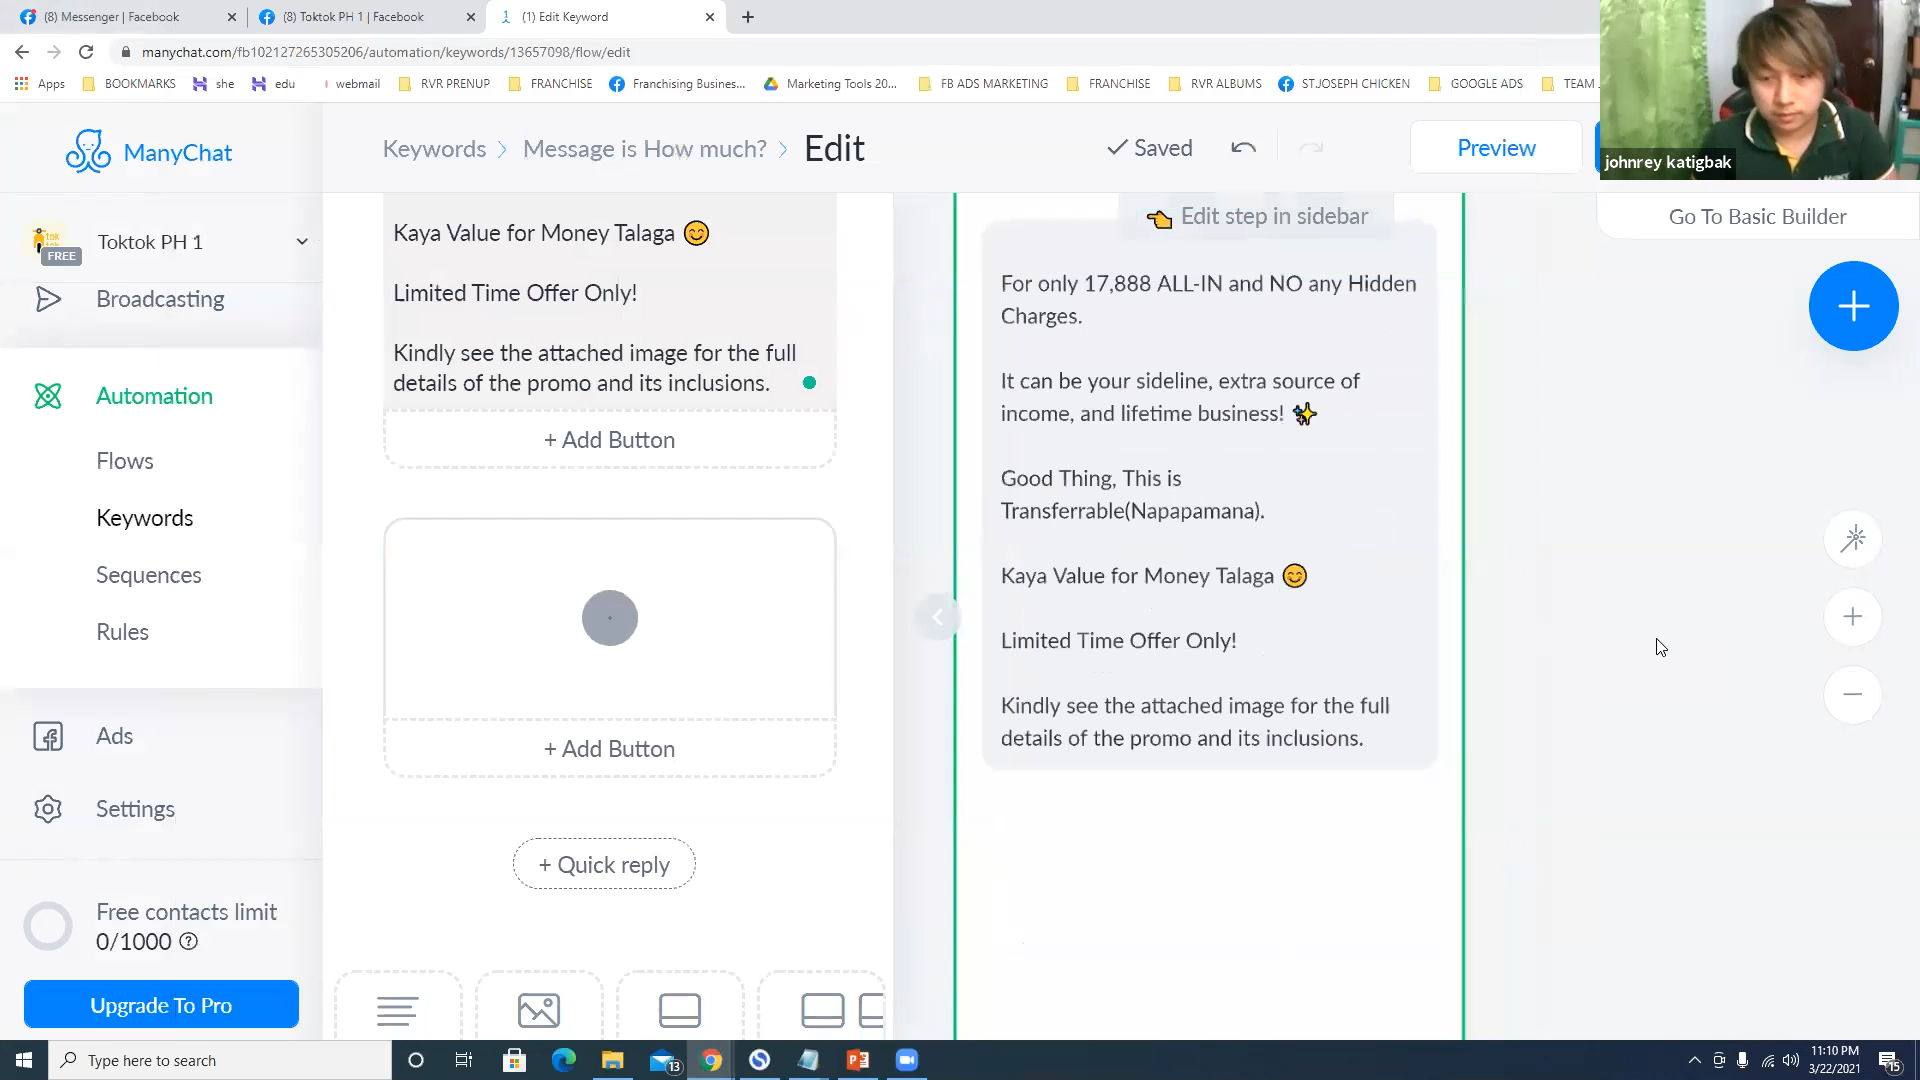 (8) Messenger | Facebook
(8) Toktok PH 1 | Facebook
(1) Edit Keyword
manychat.com/fb102127265305206/automation/keywords/13657098/flow/edit
Apps
BOOKMARKS
she
edu
webmail
RVR PRENUP
FRANCHISE
Franchising Busines...
Marketing Tools 20...
FB ADS MARKETING
FRANCHISE
RVR ALBUMS
ST.JOSEPH CHICKEN
GOOGLE ADS
TEAM
johnrey katigbak
ManyChat
Keywords
Message is How much?
Edit
Saved
Preview
Go To Basic Builder
Toktok PH 1
FREE
Broadcasting
Automation
Flows
Keywords
Sequences
Rules
Ads
Settings
Free contacts limit
0/1000
Upgrade To Pro
Kaya Value for Money Talaga 😊
Limited Time Offer Only!
Kindly see the attached image for the full
details of the promo and its inclusions.
+ Add Button
+ Add Button
+ Quick reply
Edit step in sidebar
For only 17,888 ALL-IN and NO any Hidden
Charges.
It can be your sideline, extra source of
income, and lifetime business! ✨
Good Thing, This is
Transferrable(Napapamana).
Kaya Value for Money Talaga 😊
Limited Time Offer Only!
Kindly see the attached image for the full
details of the promo and its inclusions.
Type here to search
13
11:10 PM
3/22/2021
15